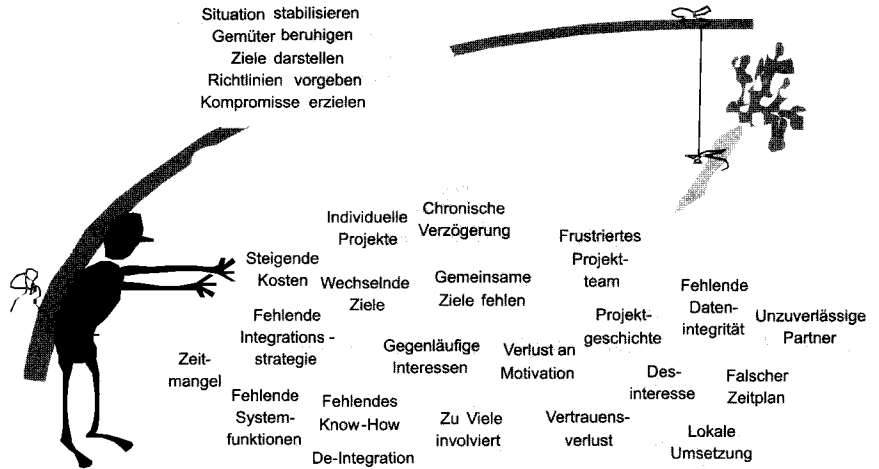 Situation stabilisieren
Gemüter beruhigen
Ziele darstellen
Richtlinien vorgeben
Kompromisse erzielen
Individuelle
Projekte
Chronische
Verzögerung
Frustriertes
Projekt-
team
Steigende
Kosten
Wechselnde
Ziele
Gemeinsame
Ziele fehlen
Fehlende
Daten-
integrität
Unzuverlässige
Partner
Fehlende
Integrations-
strategie
Gegenläufige
Interessen
Verlust an
Motivation
Projekt-
geschichte
Zeit-
mangel
Des-
interesse
Falscher
Zeitplan
Fehlende
System-
funktionen
Fehlendes
Know-How
Zu Viele
involviert
Vertrauens-
verlust
Lokale
Umsetzung
De-Integration